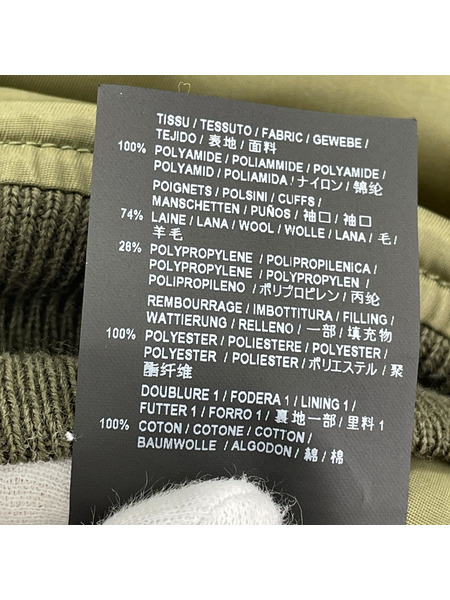 TISSU / TESSUTO / FABRIC / GEWEBE /
TEJIDO / 表地 / 面料
100% POLYAMIDE / POLIAMMIDE / POLYAMIDE /
POLYAMID / POLIAMIDA / ナイロン / 锦纶
POIGNETS / POLSINI / CUFFS /
MANSCHETTEN / PUÑOS / 袖口 / 袖口
74% LAINE / LANA / WOOL / WOLLE / LANA / 毛 /
羊毛
26% POLYPROPYLENE / POLIPROPILENICA /
POLYPROPYLENE / POLYPROPYLEN /
POLIPROPILENO / ポリプロピレン / 丙纶
REMBOURRAGE / IMBOTTITURA / FILLING /
WATTIERUNG / RELLENO / 一部 / 填充物
100% POLYESTER / POLIESTERE / POLYESTER /
POLYESTER / POLIESTER / ポリエステル / 聚
酯纤维
DOUBLURE 1 / FODERA 1 / LINING 1 /
FUTTER 1 / FORRO 1 / 裏地一部 / 里料 1
100% COTON / COTONE / COTTON /
BAUMWOLLE / ALGODON / 綿 / 棉